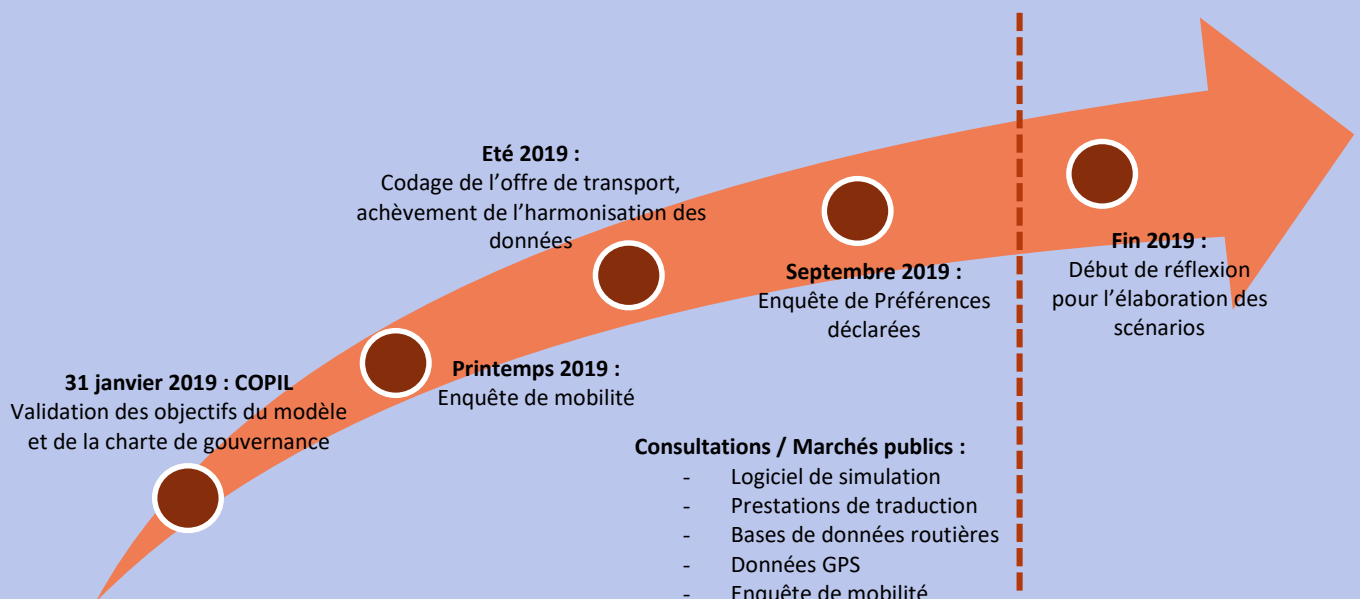 Eté 2019 :
Codage de l’offre de transport,
achèvement de l’harmonisation des
données
31 janvier 2019 : COPIL
Validation des objectifs du modèle
et de la charte de gouvernance
Printemps 2019 :
Enquête de mobilité
Septembre 2019 :
Enquête de Préférences
déclarées
Fin 2019 :
Début de réflexion
pour l’élaboration des
scénarios
Consultations / Marchés publics :
- Logiciel de simulation
- Prestations de traduction
- Bases de données routières
- Données GPS
- Enquête de mobilité